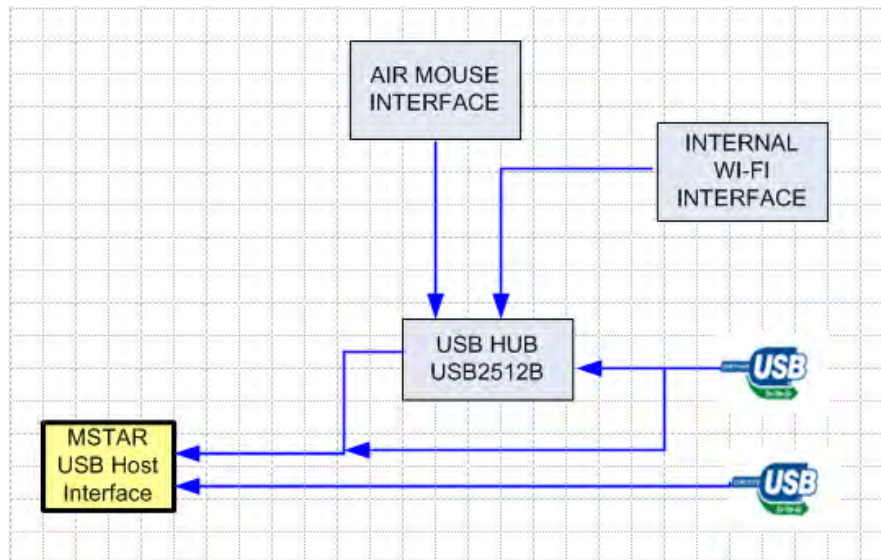 AIR MOUSE
INTERFACE
INTERNAL
WI-FI
INTERFACE
USB HUB
USB2512B
USB
MSTAR
USB Host
Interface
USB